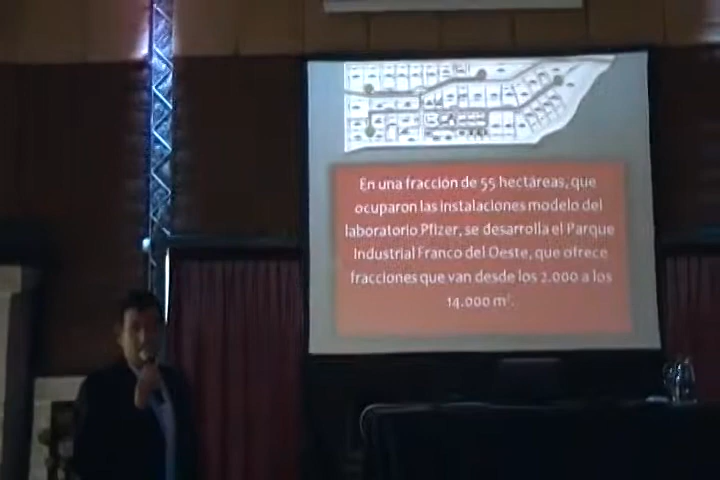 En una fracción de 55 hectáreas, que
ocuparon las instalaciones modelo del
laboratorio Pfizer, se desarrolla el Parque
Industrial Franco del Oeste, que ofrece
fracciones que van desde los 2.000 a los
14.000 m².